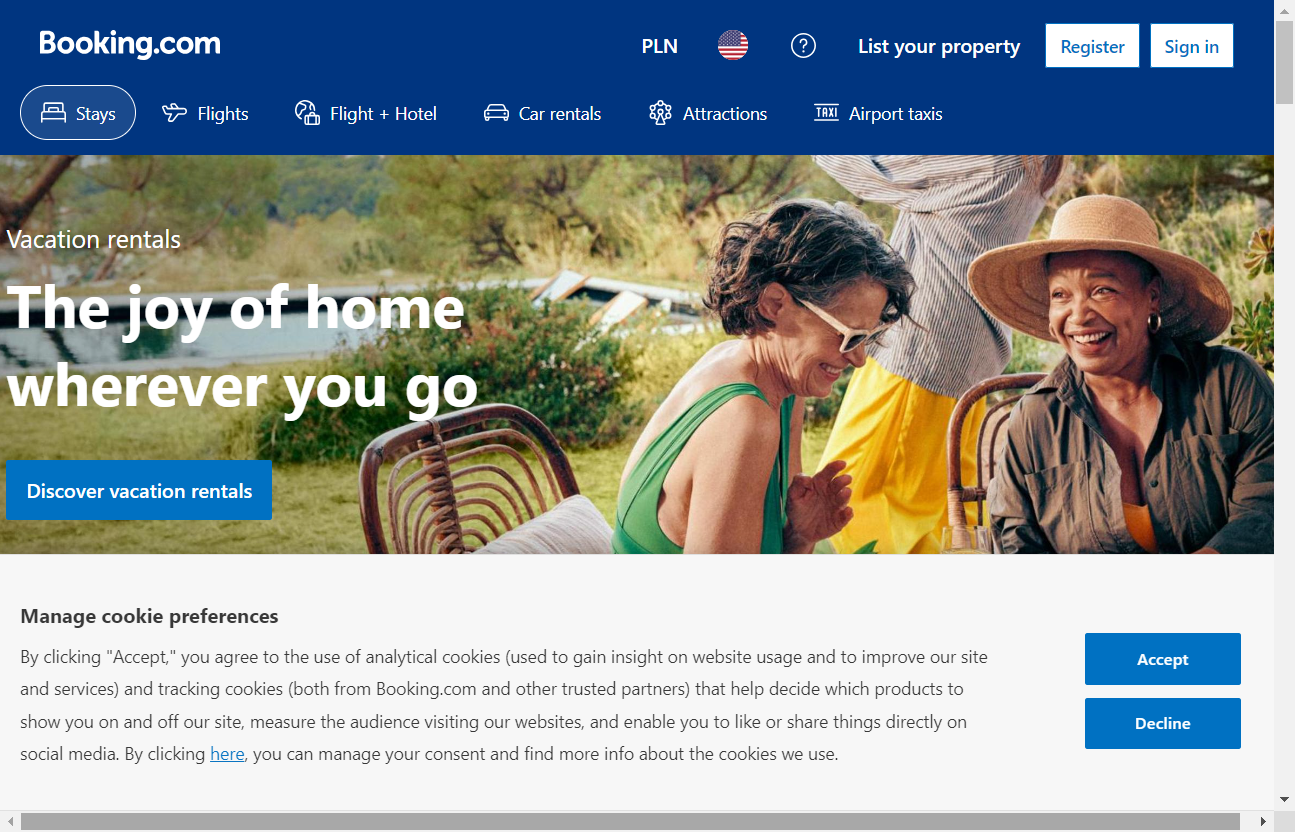 Booking.com
PLN
List your property
Register
Sign in
Stays
Flights
Flight + Hotel
Car rentals
Attractions
TAXI
Airport taxis
Vacation rentals
The joy of home
wherever you go
Discover vacation rentals
Manage cookie preferences
By clicking "Accept," you agree to the use of analytical cookies (used to gain insight on website usage and to improve our site
and services) and tracking cookies (both from Booking.com and other trusted partners) that help decide which products to
show you on and off our site, measure the audience visiting our websites, and enable you to like or share things directly on
social media. By clicking here, you can manage your consent and find more info about the cookies we use.
Accept
Decline